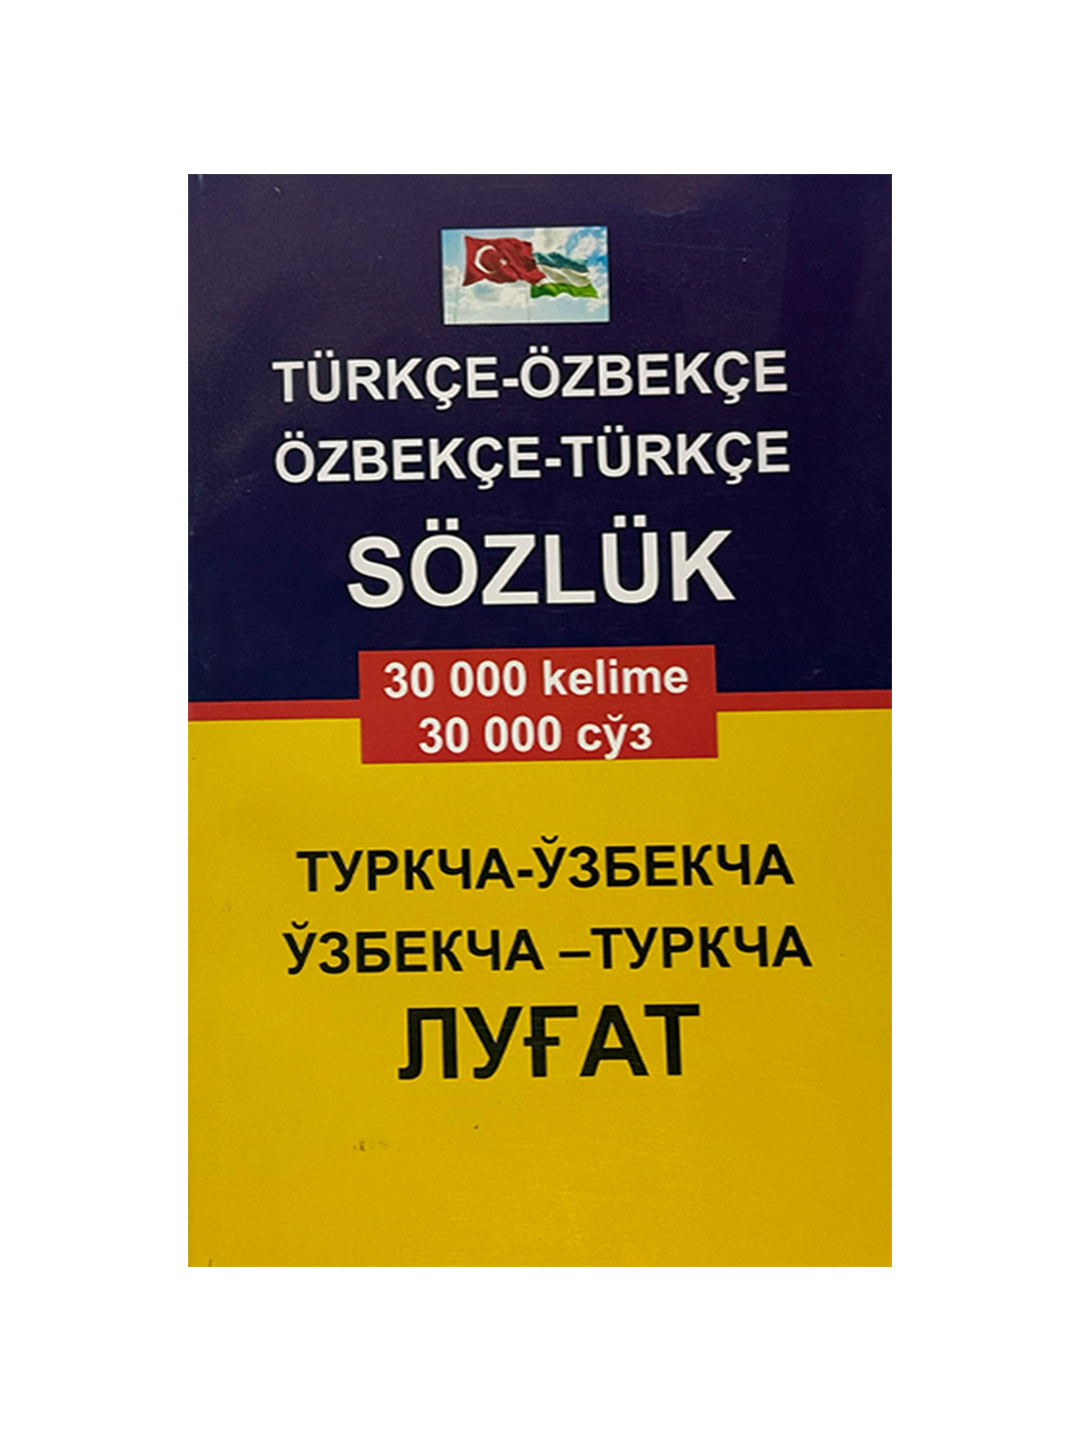 TÜRKÇE-ÖZBEKÇE
ÖZBEKÇE-TÜRKÇE
SÖZLÜK
30 000 kelime
30 000 сўз
ТУРКЧА-ЎЗБЕКЧА
ЎЗБЕКЧА –ТУРКЧА
ЛУҒАТ